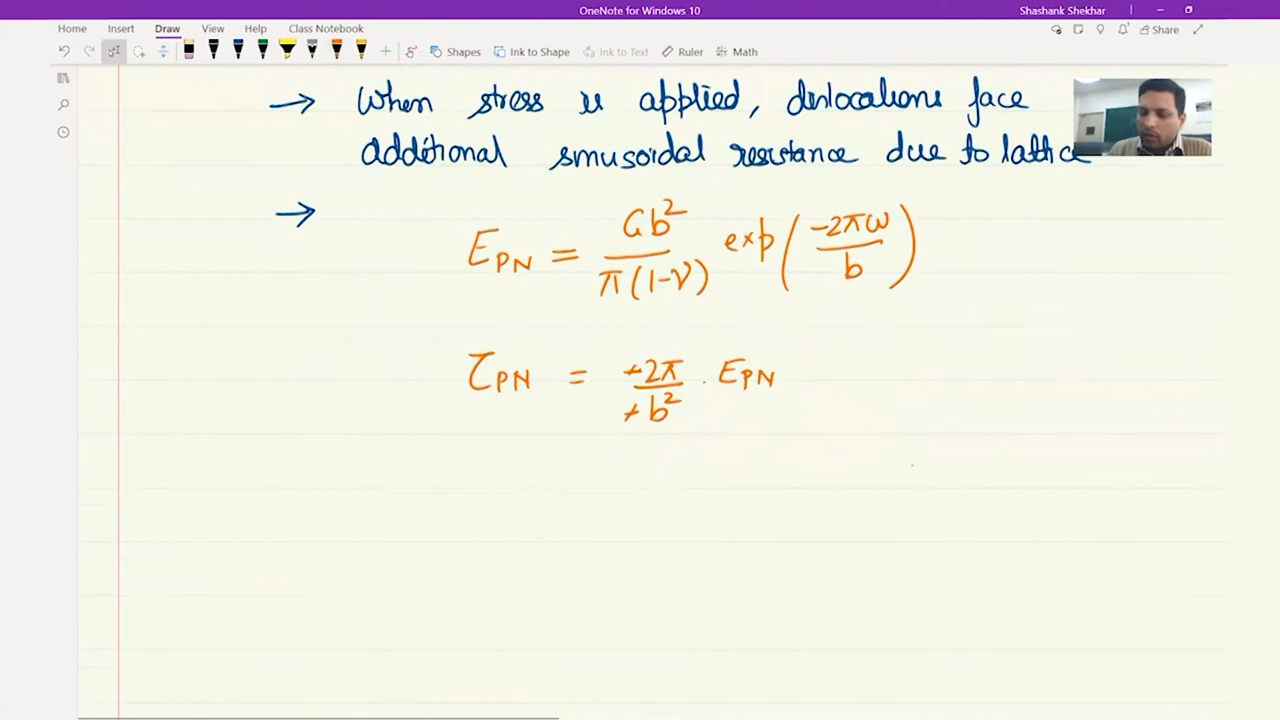 OneNote for Windows 10
Shashank Shekhar
Home Insert Draw View Help Class Notebook
Share
Shapes Ink to Shape Ink to Text Ruler Math
→ When stress is applied, dislocations face
additional sinusoidal resistance due to lattice
→ E_PN = Gb² / π(1-ν) exp(-2πω / b)
τ_PN = +2π / +b² . E_PN